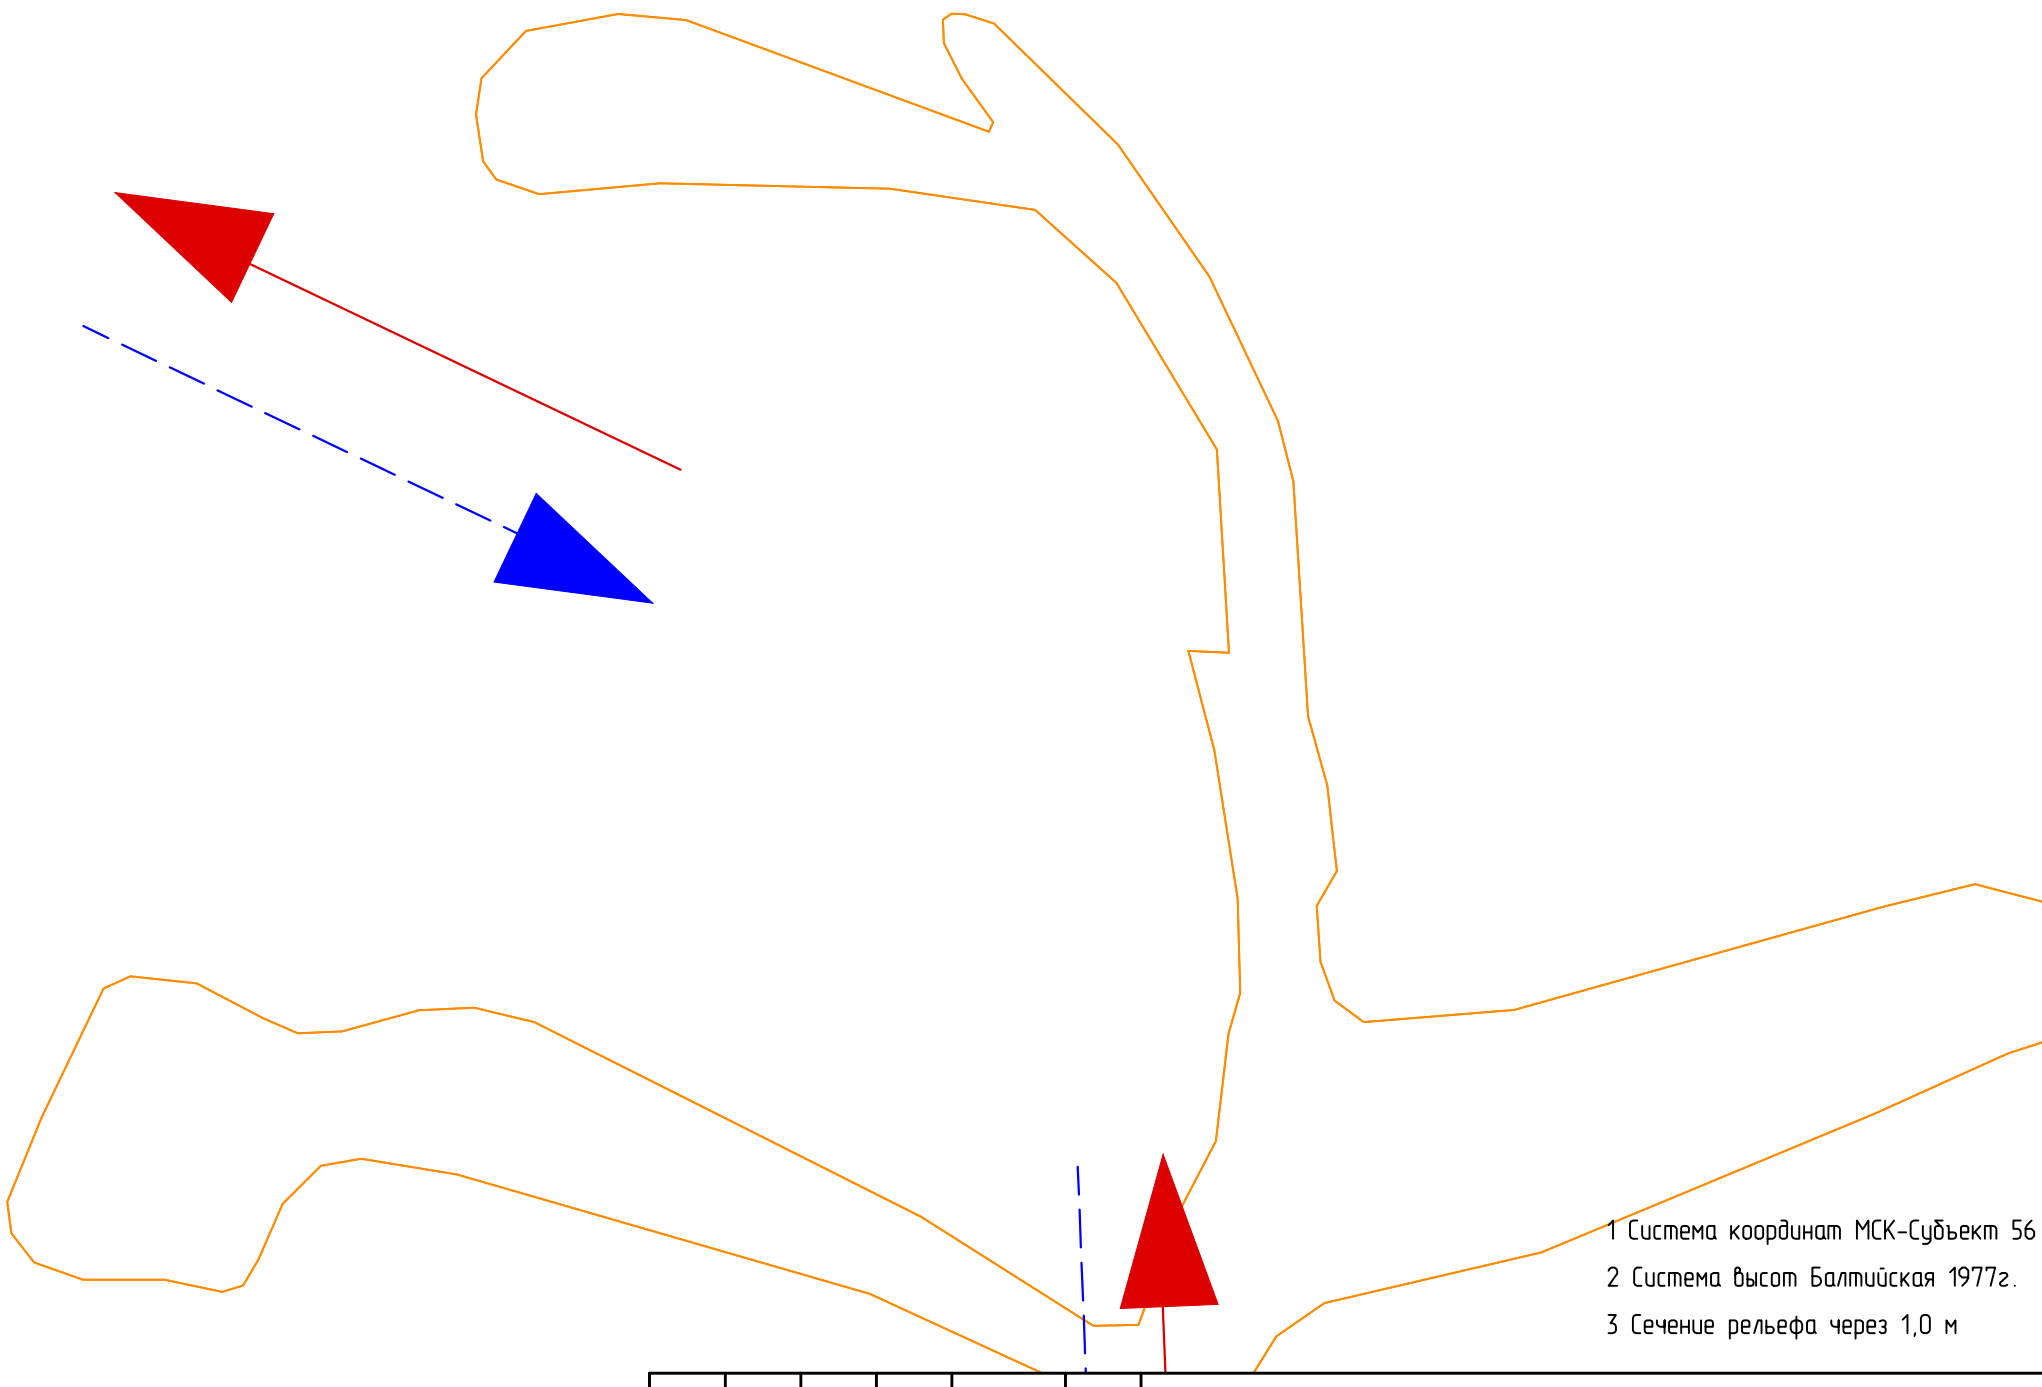 1 Система координат МСК-Субъект 56
2 Система высот Балтийская 1977г.
3 Сечение рельефа через 1,0 м